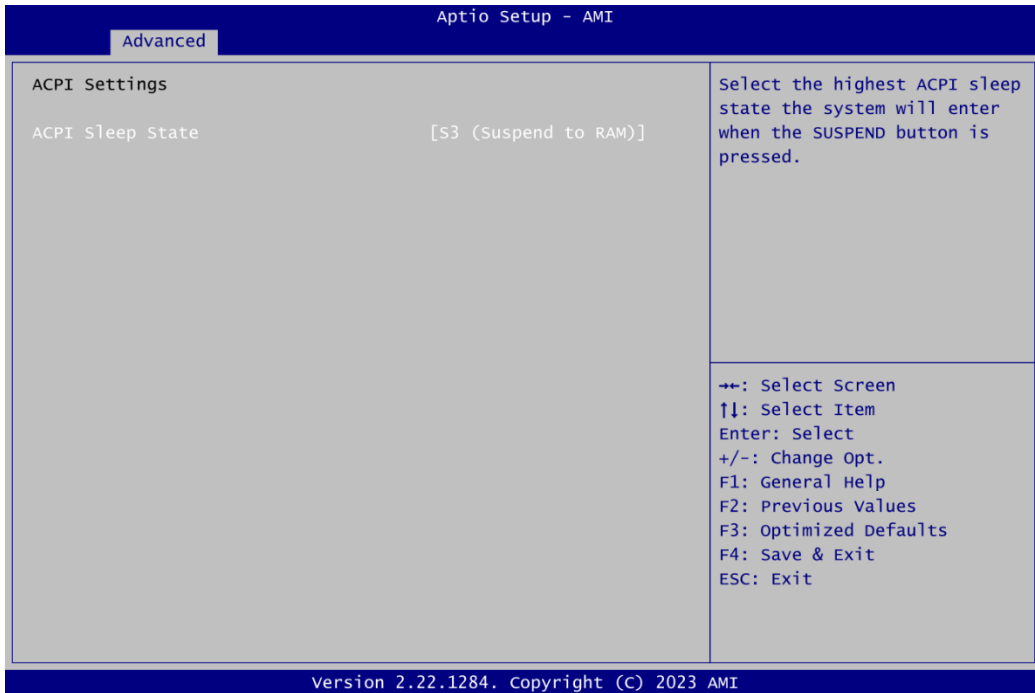 Aptio Setup - AMI
Advanced
ACPI Settings
ACPI Sleep State [S3 (Suspend to RAM)]
Select the highest ACPI sleep
state the system will enter
when the SUSPEND button is
pressed.
→←: Select Screen
↑↓: Select Item
Enter: Select
+/-: Change Opt.
F1: General Help
F2: Previous Values
F3: Optimized Defaults
F4: Save & Exit
ESC: Exit
Version 2.22.1284. Copyright (C) 2023 AMI